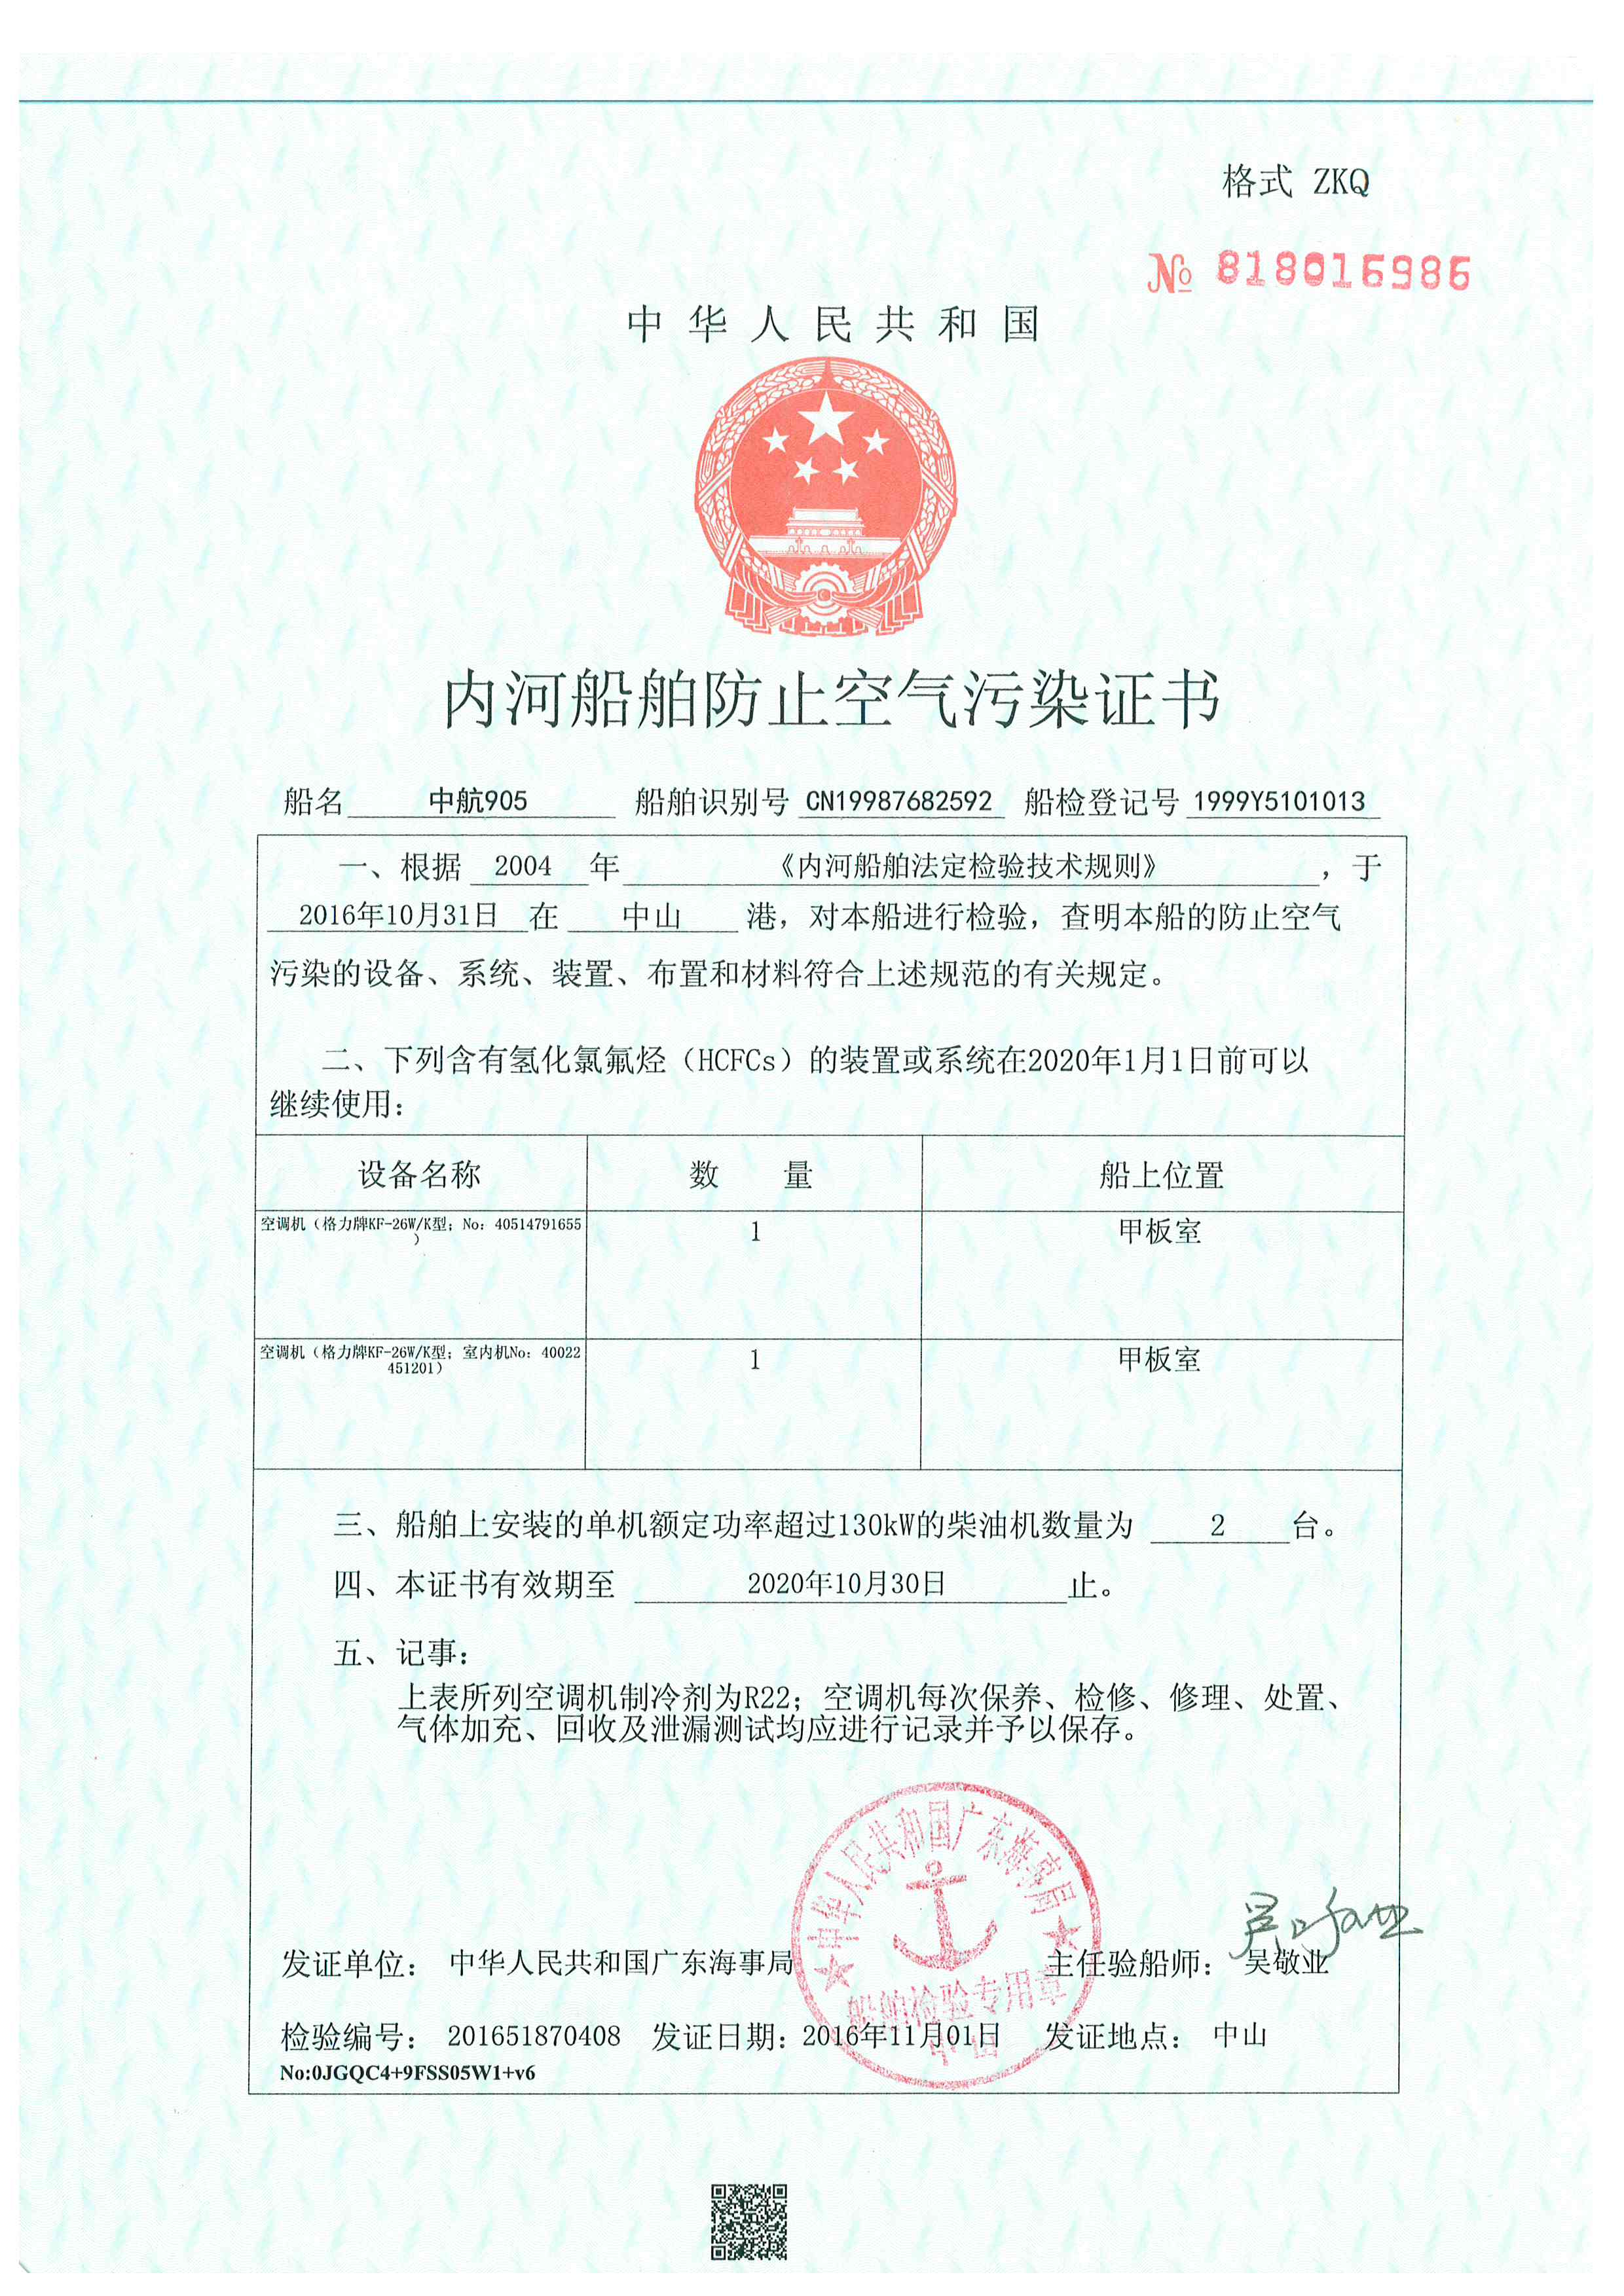 格式 ZKQ
№ 818016986
中华人民共和国
内河船舶防止空气污染证书
船名 中航905 船舶识别号 CN19987682592 船检登记号 1999Y5101013
一、根据 2004 年 《内河船舶法定检验技术规则》 ，于
2016年10月31日 在 中山 港，对本船进行检验，查明本船的防止空气
污染的设备、系统、装置、布置和材料符合上述规范的有关规定。
二、下列含有氢化氯氟烃（HCFCs）的装置或系统在2020年1月1日前可以
继续使用：
设备名称 数 量 船上位置
空调机（格力牌KF-26W/K型；No：40514791655
） 1 甲板室
空调机（格力牌KF-26W/K型；室内机No：40022
451201） 1 甲板室
三、船舶上安装的单机额定功率超过130kW的柴油机数量为 2 台。
四、本证书有效期至 2020年10月30日 止。
五、记事：
上表所列空调机制冷剂为R22；空调机每次保养、检修、修理、处置、
气体加充、回收及泄漏测试均应进行记录并予以保存。
中华人民共和国广东海事局
船舶检验专用章
中山
吴敬业
发证单位： 中华人民共和国广东海事局 主任验船师： 吴敬业
检验编号： 201651870408 发证日期：2016年11月01日 发证地点： 中山
No:0JGQC4+9FSS05W1+v6